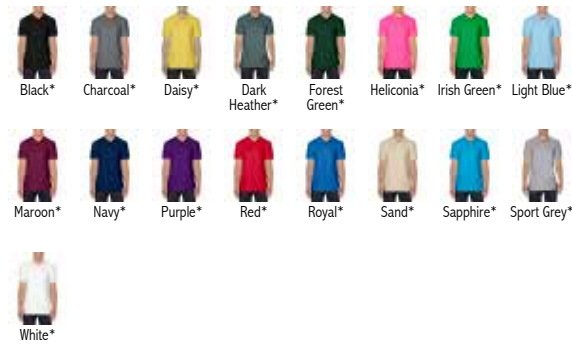 Black*
Charcoal*
Daisy*
Dark
Heather*
Forest
Green*
Heliconia*
Irish Green*
Light Blue*
Maroon*
Navy*
Purple*
Red*
Royal*
Sand*
Sapphire*
Sport Grey*
White*